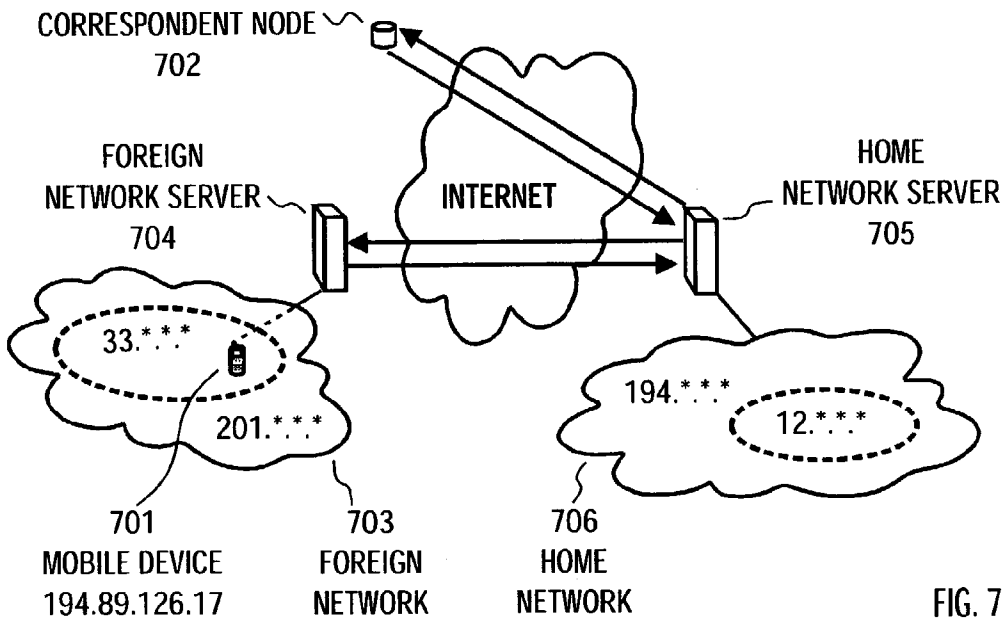 CORRESPONDENT NODE
702
FOREIGN
NETWORK SERVER
704
INTERNET
HOME
NETWORK SERVER
705
33.*.*.*
201.*.*.*
194.*.*.*
12.*.*.*
701
MOBILE DEVICE
194.89.126.17
703
FOREIGN
NETWORK
706
HOME
NETWORK
FIG. 7